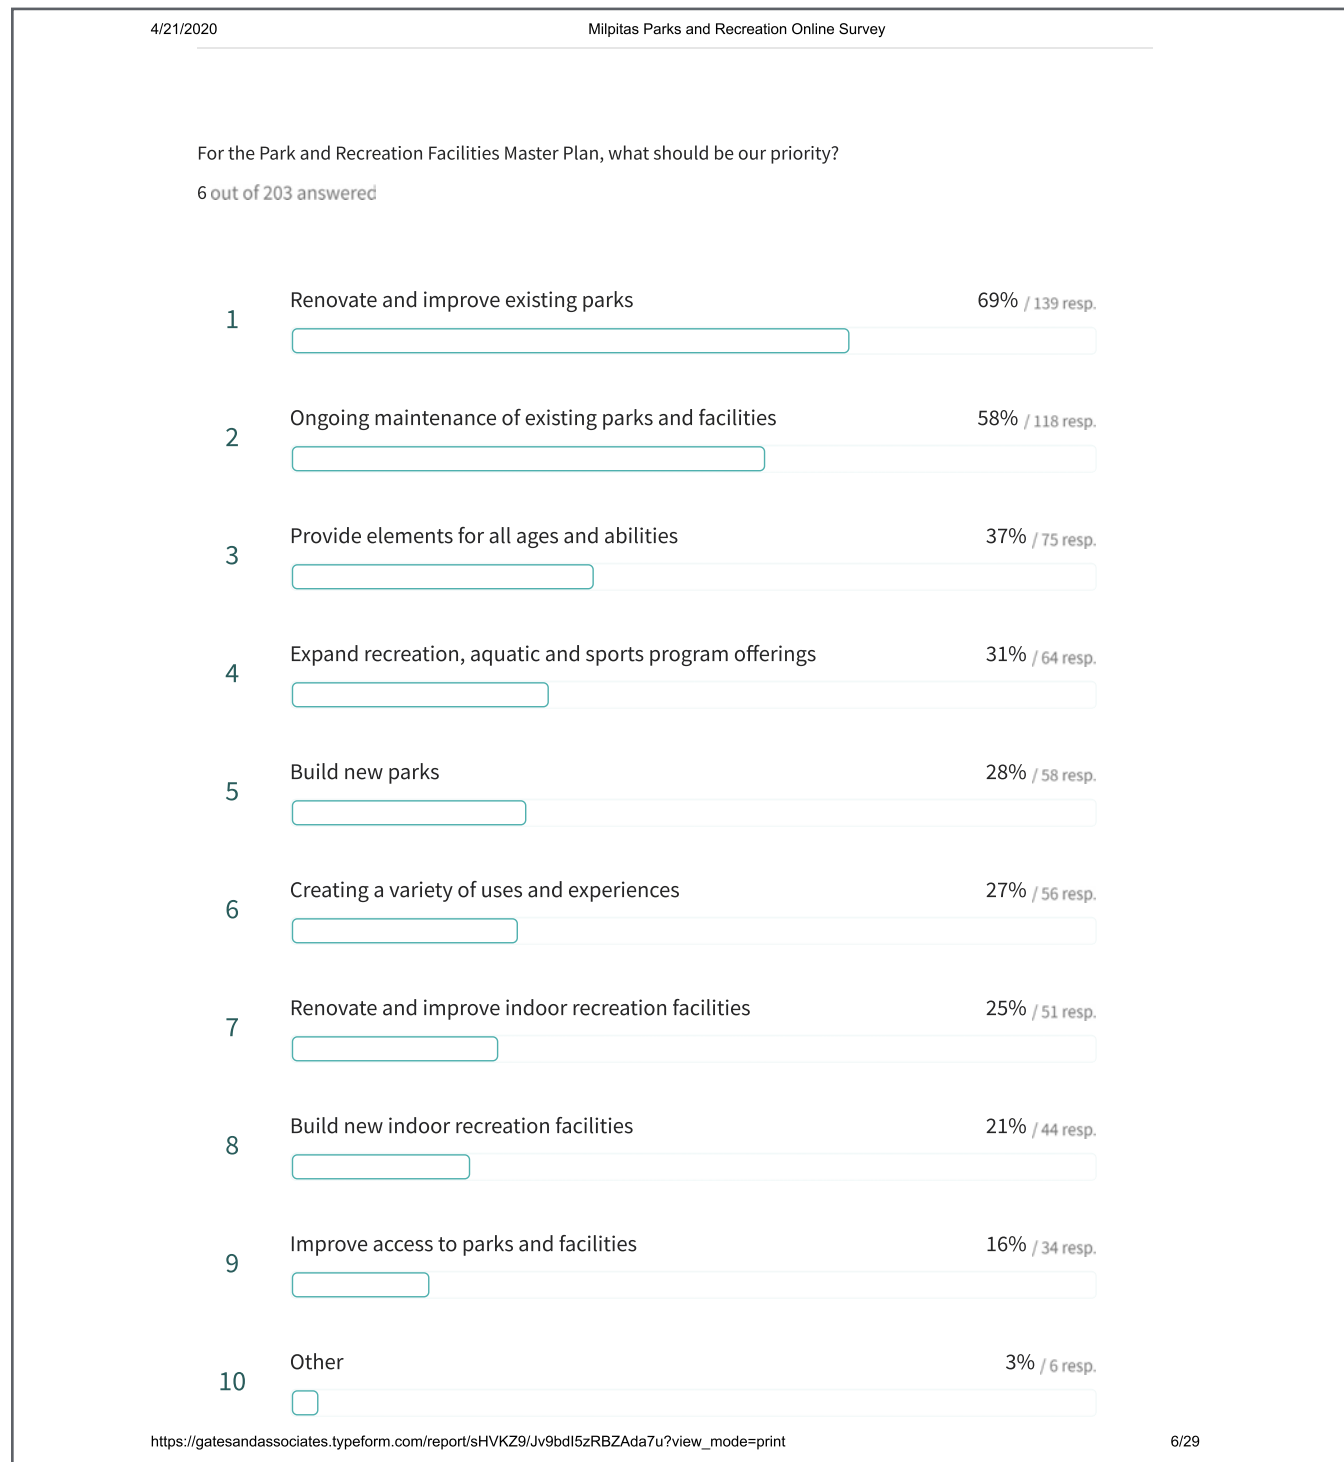 4/21/2020 Milpitas Parks and Recreation Online Survey
For the Park and Recreation Facilities Master Plan, what should be our priority?
6 out of 203 answered
1 Renovate and improve existing parks 69% / 139 resp.
2 Ongoing maintenance of existing parks and facilities 58% / 118 resp.
3 Provide elements for all ages and abilities 37% / 75 resp.
4 Expand recreation, aquatic and sports program offerings 31% / 64 resp.
5 Build new parks 28% / 58 resp.
6 Creating a variety of uses and experiences 27% / 56 resp.
7 Renovate and improve indoor recreation facilities 25% / 51 resp.
8 Build new indoor recreation facilities 21% / 44 resp.
9 Improve access to parks and facilities 16% / 34 resp.
10 Other 3% / 6 resp.
https://gatesandassociates.typeform.com/report/sHVKZ9/Jv9bdI5zRBZAda7u?view_mode=print 6/29